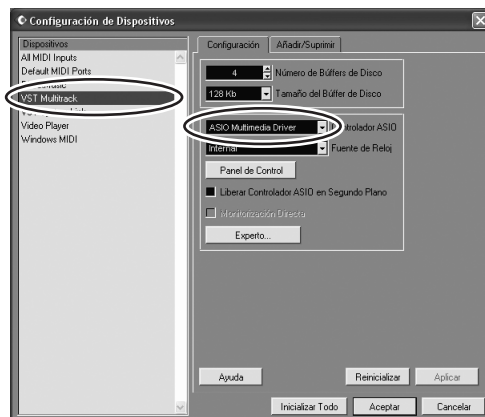 Configuración de Dispositivos
Dispositivos
All MIDI Inputs
Default MIDI Ports
VST Multitrack
Video Player
Windows MIDI
Configuración
Añadir/Suprimir
4 Número de Búffers de Disco
128 Kb Tamaño del Búffer de Disco
ASIO Multimedia Driver ASIO
Internal Fuente de Reloj
Panel de Control
Liberar Controlador ASIO en Segundo Plano
Monitorización Directa
Experto...
Ayuda
Reinicializar
Aplicar
Inicializar Todo
Aceptar
Cancelar